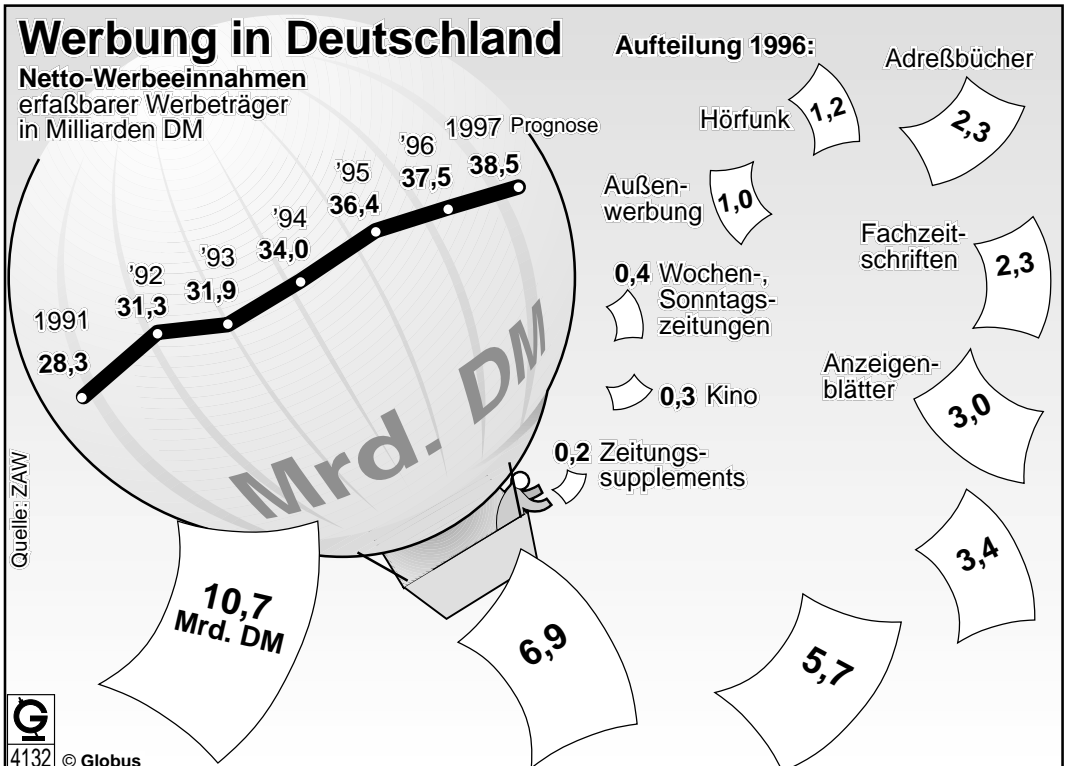 Werbung in Deutschland
Netto-Werbeeinnahmen
erfaßbarer Werbeträger
in Milliarden DM
1991
28,3
'92
31,3
'93
31,9
'94
34,0
'95
36,4
'96
37,5
1997 Prognose
38,5
Mrd. DM
Aufteilung 1996:
Adreßbücher
2,3
Hörfunk
1,2
Außen-
werbung
1,0
Fachzeit-
schriften
2,3
0,4 Wochen-,
Sonntags-
zeitungen
Anzeigen-
blätter
3,0
0,3 Kino
0,2 Zeitungs-
supplements
3,4
5,7
6,9
10,7
Mrd. DM
Quelle: ZAW
G
4132
© Globus